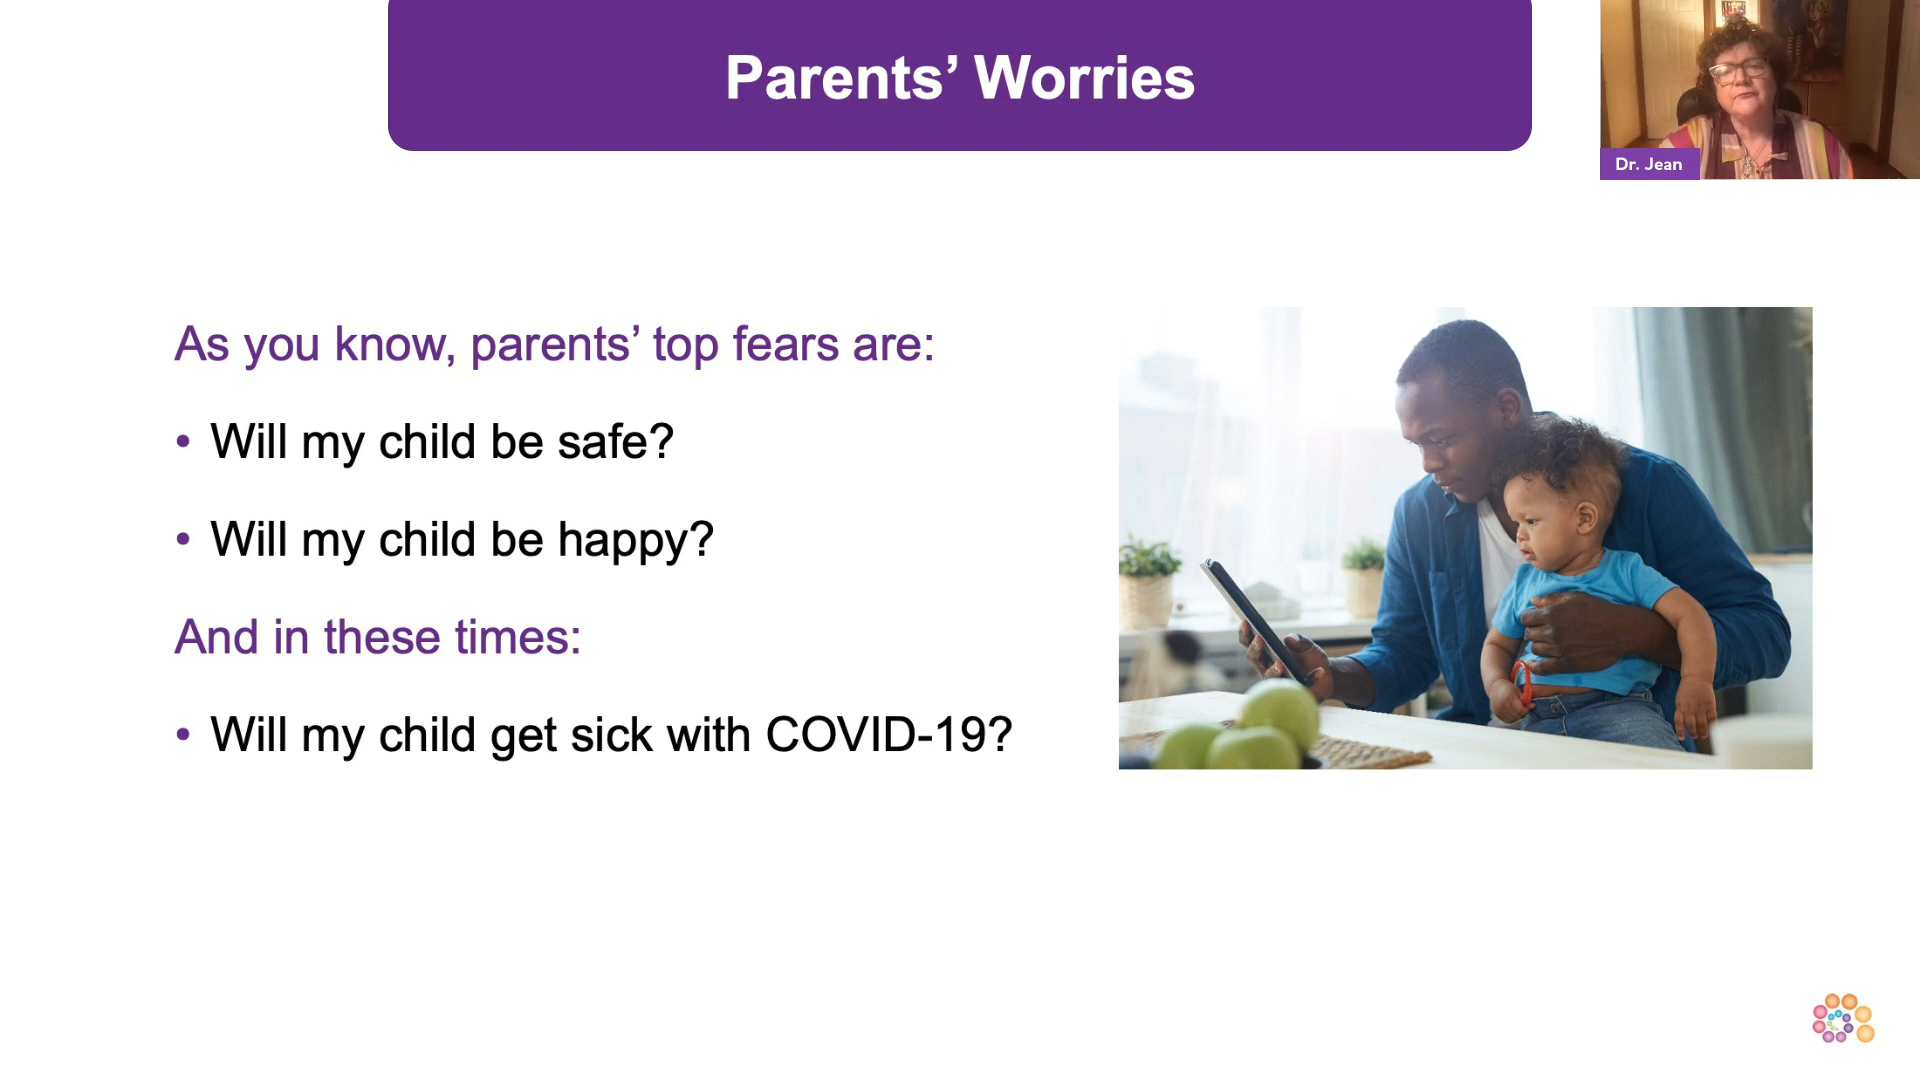 Parents’ Worries
Dr. Jean
As you know, parents’ top fears are:
• Will my child be safe?
• Will my child be happy?
And in these times:
• Will my child get sick with COVID-19?